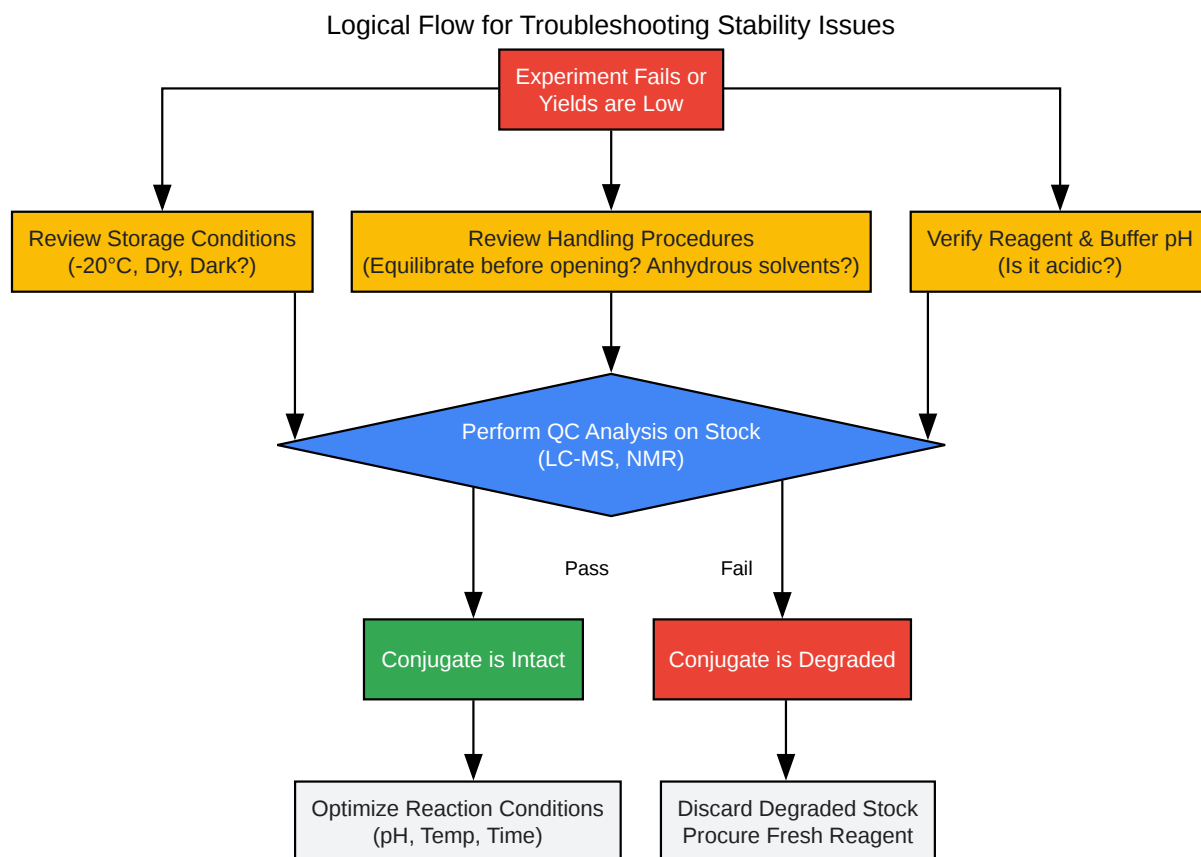 Logical Flow for Troubleshooting Stability Issues
Experiment Fails or
Yields are Low
Review Storage Conditions
(-20°C, Dry, Dark?)
Review Handling Procedures
(Equilibrate before opening? Anhydrous solvents?)
Verify Reagent & Buffer pH
(Is it acidic?)
Perform QC Analysis on Stock
(LC-MS, NMR)
Pass
Fail
Conjugate is Intact
Conjugate is Degraded
Optimize Reaction Conditions
(pH, Temp, Time)
Discard Degraded Stock
Procure Fresh Reagent